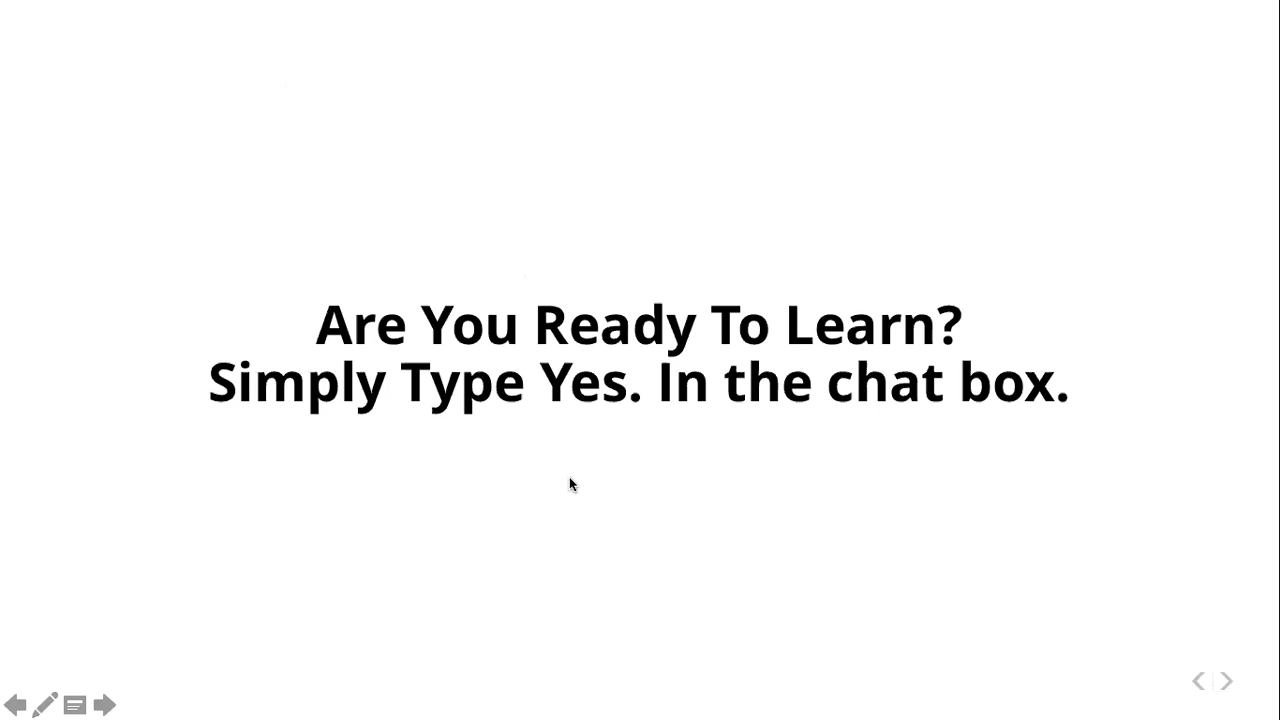 Are You Ready To Learn?
Simply Type Yes. In the chat box.